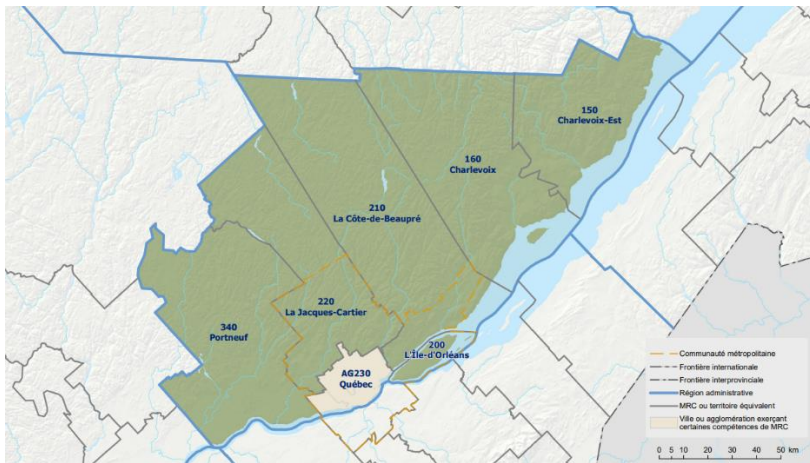 150
Charlevoix-Est
160
Charlevoix
210
La Côte-de-Beaupré
220
La Jacques-Cartier
340
Portneuf
200
L'Île-d'Orléans
AG230
Québec
Communauté métropolitaine
Frontière internationale
Frontière interprovinciale
Région administrative
MRC ou territoire équivalent
Ville ou agglomération exerçant
certaines compétences de MRC
0 10 20 30 40 50 km